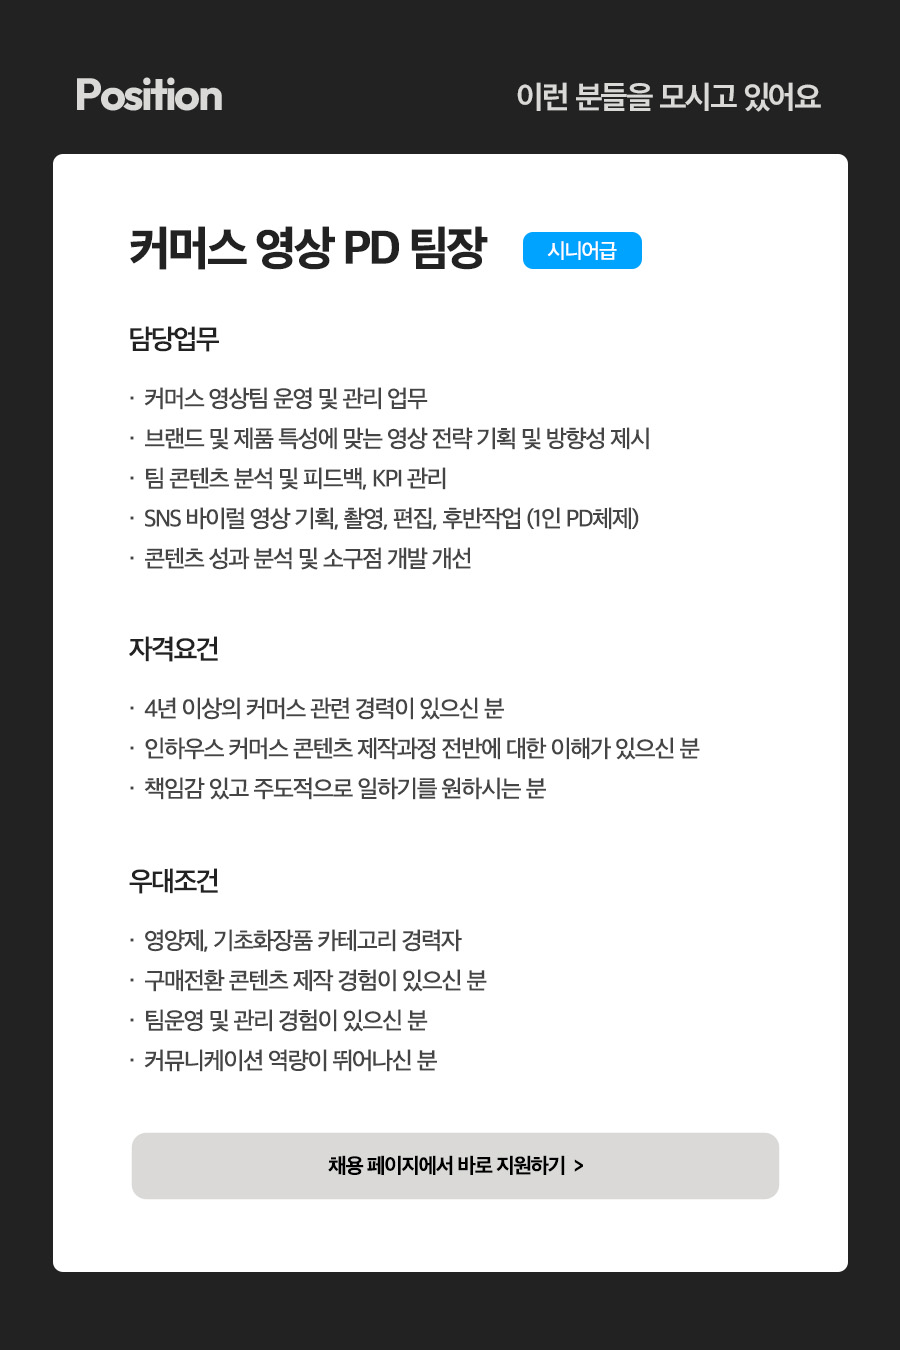 Position
이런 분들을 모시고 있어요
커머스 영상 PD 팀장
시니어급
담당업무
· 커머스 영상팀 운영 및 관리 업무
· 브랜드 및 제품 특성에 맞는 영상 전략 기획 및 방향성 제시
· 팀 콘텐츠 분석 및 피드백, KPI 관리
· SNS 바이럴 영상 기획, 촬영, 편집, 후반작업 (1인 PD체제)
· 콘텐츠 성과 분석 및 소구점 개발 개선
자격요건
· 4년 이상의 커머스 관련 경력이 있으신 분
· 인하우스 커머스 콘텐츠 제작과정 전반에 대한 이해가 있으신 분
· 책임감 있고 주도적으로 일하기를 원하시는 분
우대조건
· 영양제, 기초화장품 카테고리 경력자
· 구매전환 콘텐츠 제작 경험이 있으신 분
· 팀운영 및 관리 경험이 있으신 분
· 커뮤니케이션 역량이 뛰어나신 분
채용 페이지에서 바로 지원하기 >